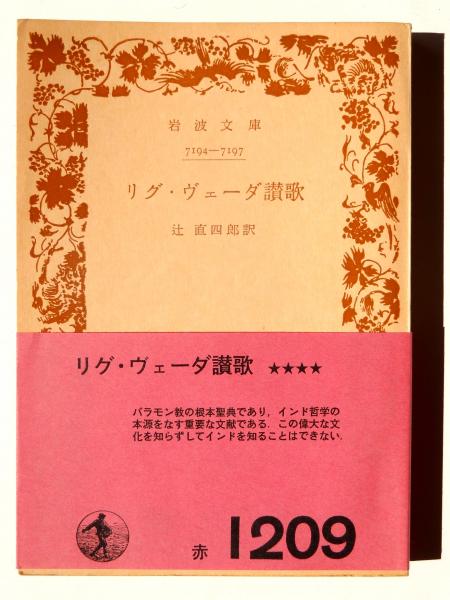 岩波文庫
7194—7197
リグ・ヴェーダ讃歌
辻 直四郎訳
リグ・ヴェーダ讃歌 ★★★★
バラモン教の根本聖典であり，インド哲学の
本源をなす重要な文献である．この偉大な文
化を知らずしてインドを知ることはできない．
赤 1209